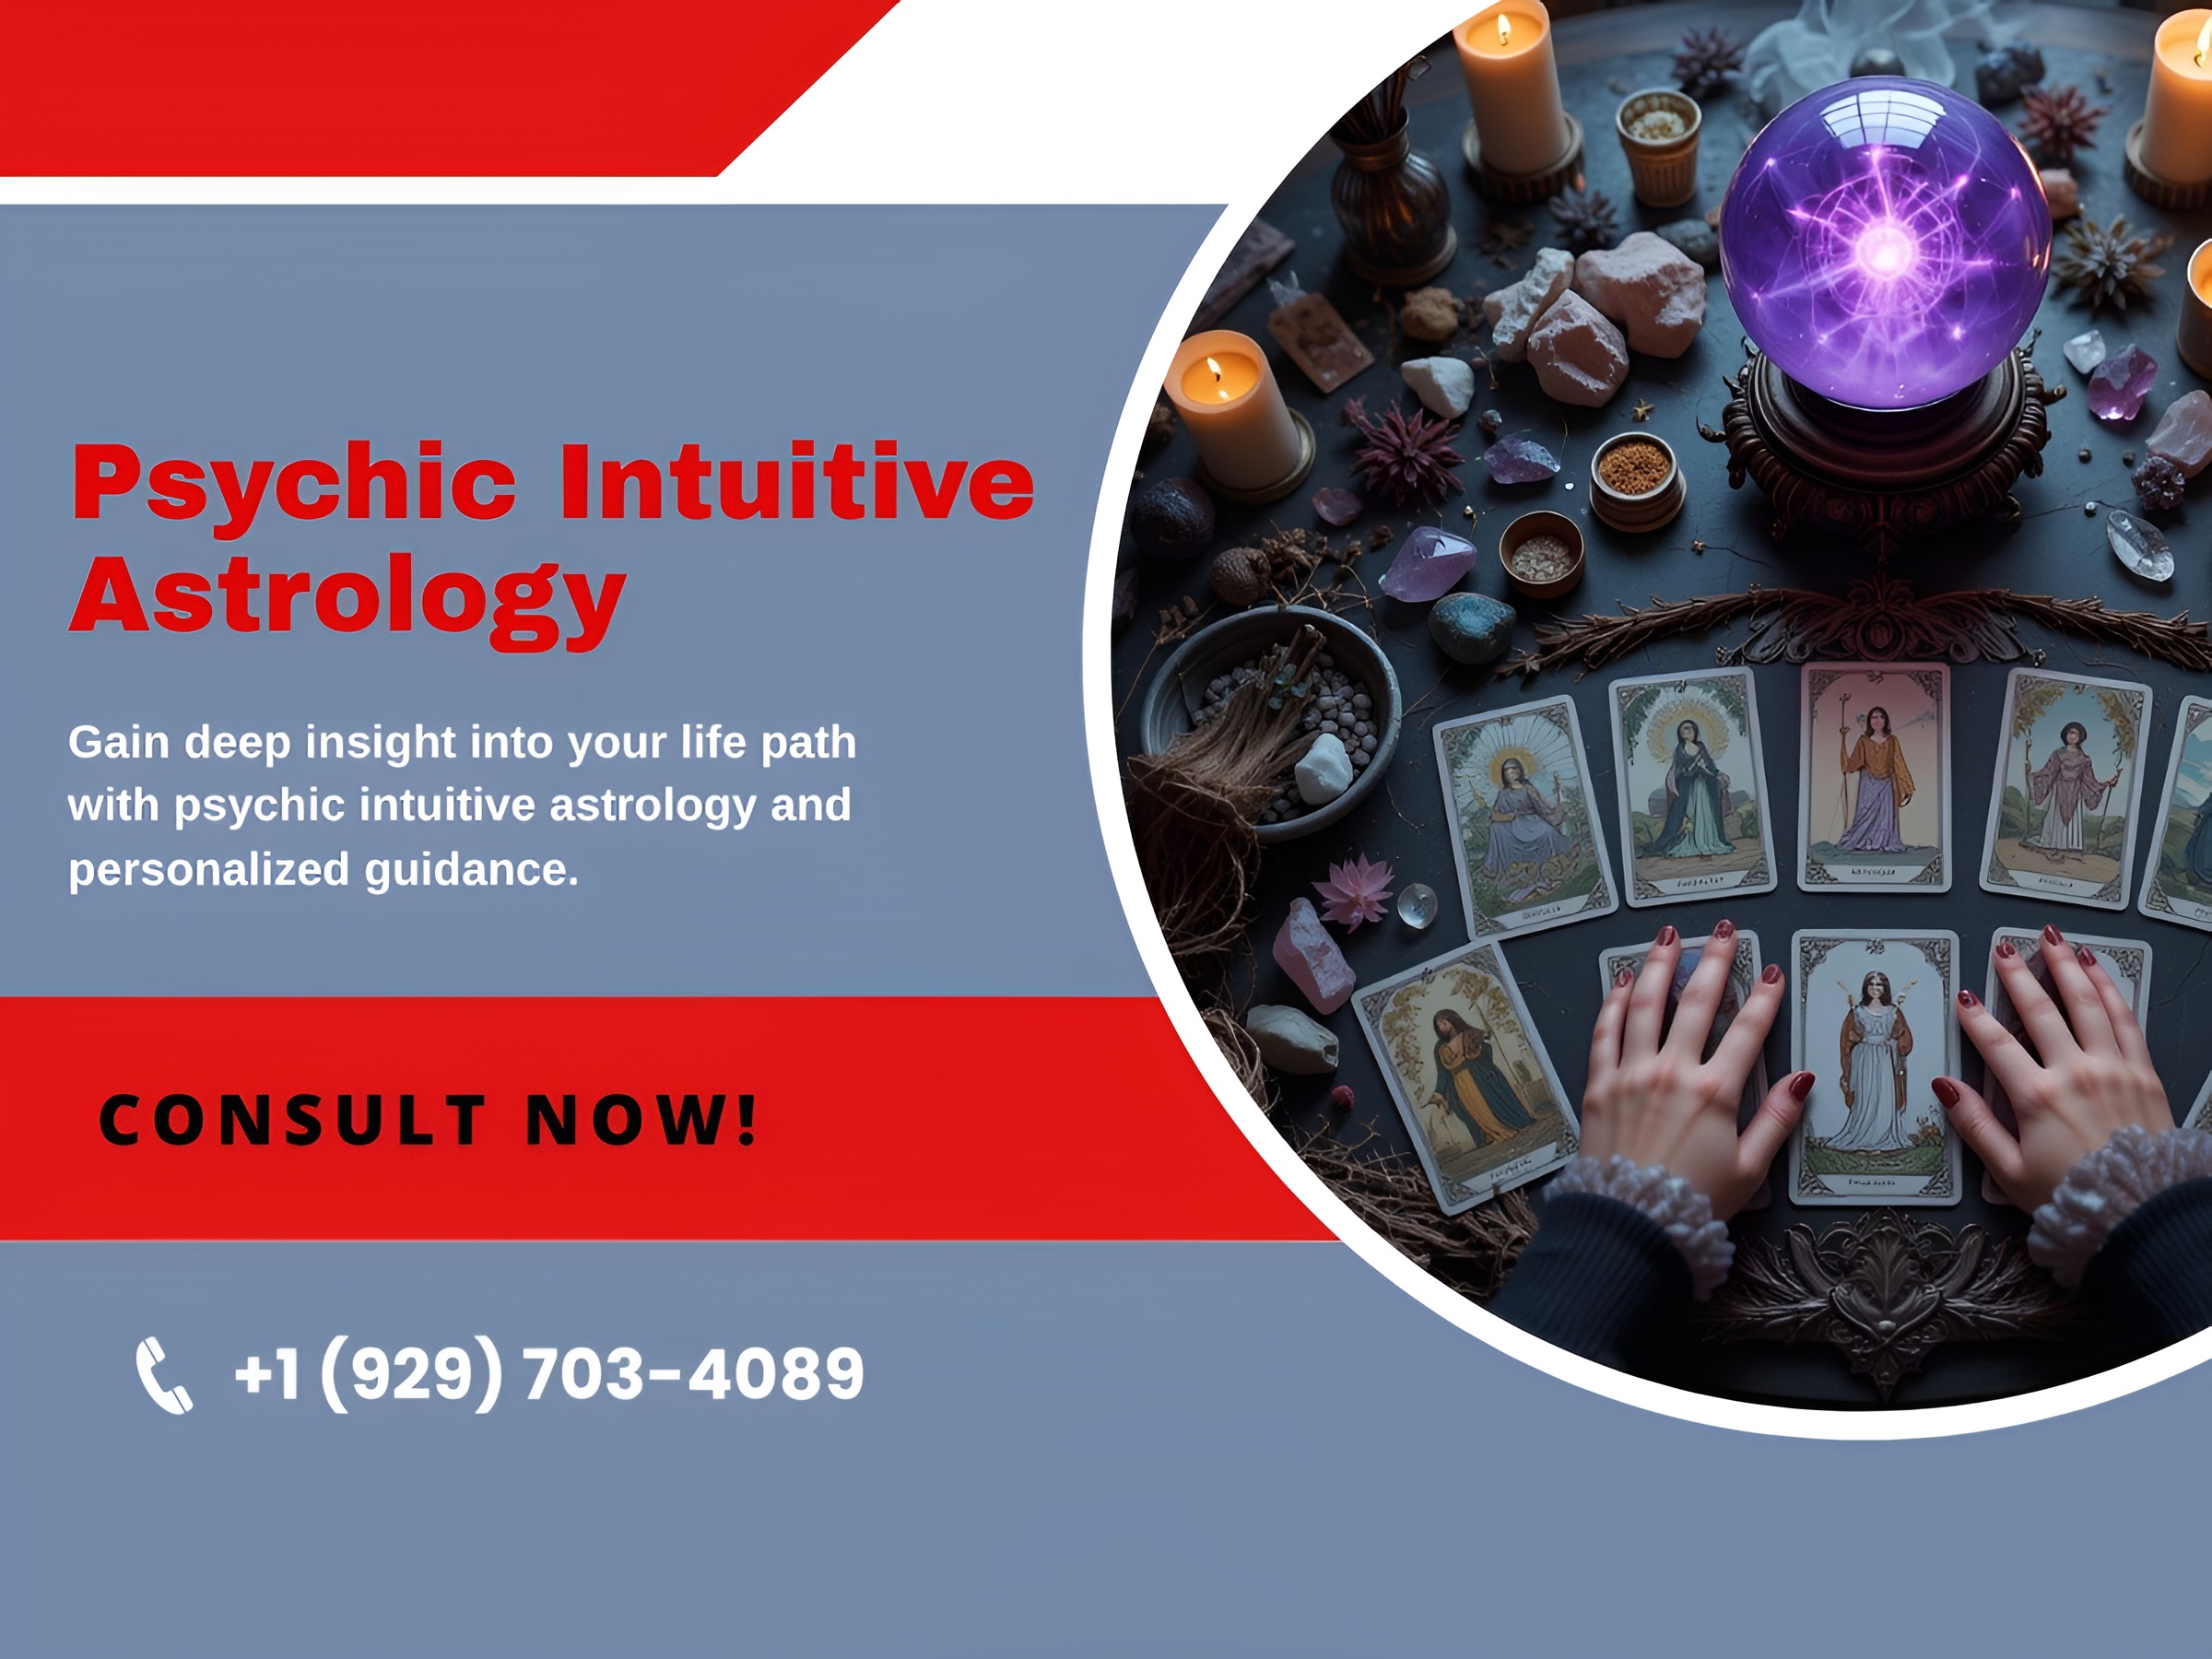 Psychic Intuitive
Astrology
Gain deep insight into your life path
with psychic intuitive astrology and
personalized guidance.
CONSULT NOW!
+1 (929) 703-4089